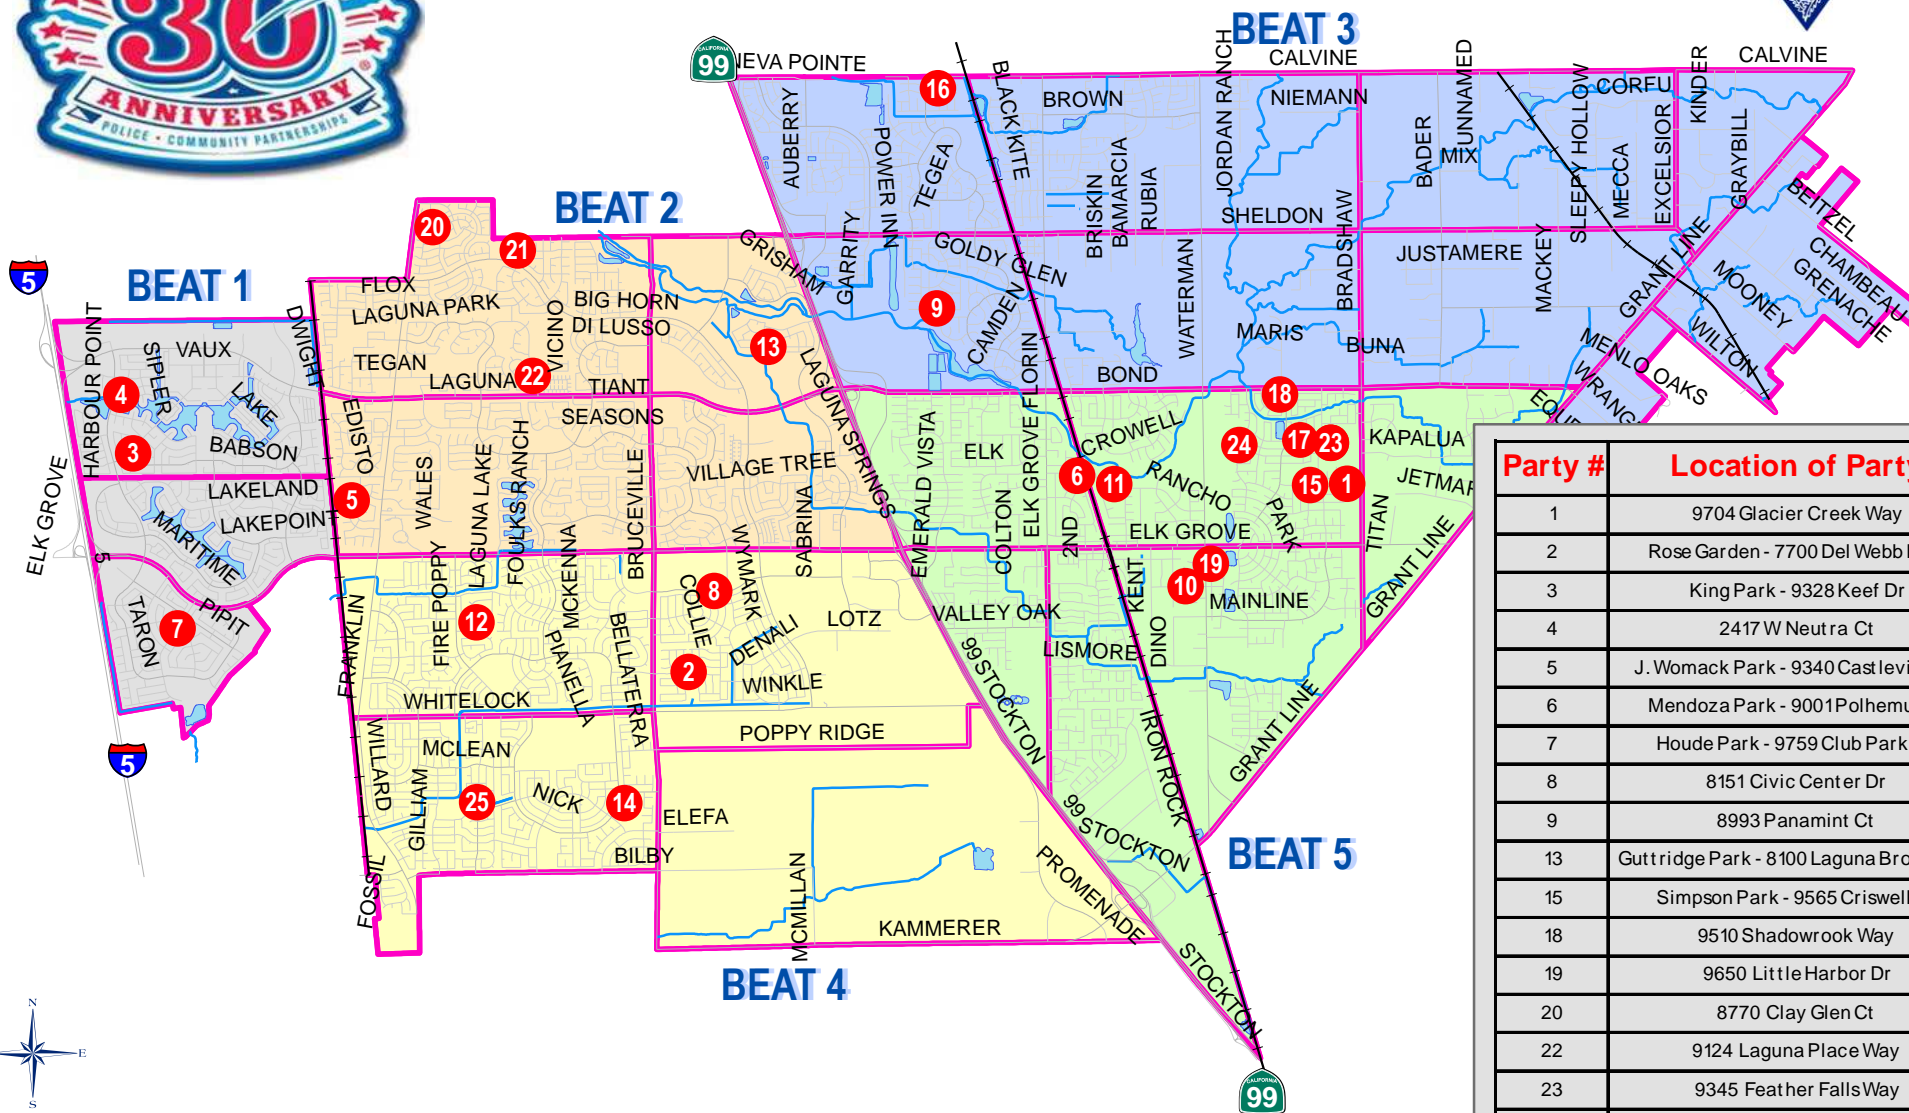 30
ANNIVERSARY
POLICE • COMMUNITY PARTNERSHIPS
BEAT 3
CALIFORNIA
99
NEVA POINTE
CALVINE
CALVINE
16
BLACK KITE
BROWN
JORDAN RANCH
NIEMANN
UNNAMED
SLEEPY HOLLOW
CORFU
KINDER
AUBERRY
POWER INN
TEGEA
BRISKIN
BAMARCIA
RUBIA
BADER
MIX
MECCA
EXCELSIOR
GRAYBILL
BEITZEL
BEAT 2
20
21
GRISHAM
GARRITY
GOLDY GLEN
SHELDON
WATERMAN
BRADSHAW
JUSTAMERE
MACKEY
GRANT LINE
MOONEY
CHAMBEAU
GRENACHE
WILTON
5
BEAT 1
HARBOUR POINT
DWIGHT
FLOX
LAGUNA PARK
VICINO
BIG HORN
DI LUSSO
9
CAMDEN
MARIS
BUNA
MENLO OAKS
VAUX
SIPLER
LAKE
TEGAN
LAGUNA
22
TIANT
13
LAGUNA SPRINGS
ELK GROVE FLORIN
BOND
4
3
BABSON
EDISTO
SEASONS
18
ELK GROVE
LAKELAND
LAKEPOINT
MARITIME
5
WALES
LAGUNA LAKE
FOULKS RANCH
BRUCEVILLE
VILLAGE TREE
SABRINA
EMERALD VISTA
ELK
COLTON
CROWELL
6
11
RANCHO
24
17
23
15
1
KAPALUA
TITAN
2ND
ELK GROVE
PARK
GRANT LINE
5
TARON
7
PIPIT
FRANKLIN
FIRE POPPY
12
MCKENNA
PIANELLA
BELLATERRA
COLLIE
8
WYMARK
DENALI
LOTZ
2
WINKLE
WHITELOCK
VALLEY OAK
LISMORE
KENT
DINO
19
10
MAINLINE
99 STOCKTON
GRANT LINE
5
WILLARD
MCLEAN
GILLIAM
25
NICK
14
POPPY RIDGE
ELEFA
BILBY
FOSSIL
IRON ROCK
99 STOCKTON
BEAT 5
MCMILLAN
PROMENADE
KAMMERER
BEAT 4
STOCKTON
CALIFORNIA
99
N
E
S
Party #
1 9704 Glacier Creek Way
2 Rose Garden - 7700 Del Webb
3 King Park - 9328 Keef Dr
4 2417 W Neutra Ct
5 J. Womack Park - 9340
6 Mendoza Park - 9001
7 Houde Park - 9759 Club Park
8 8151 Civic Center Dr
9 8993 Panamint Ct
13 Guttridge Park - 8100 Laguna
15 Simpson Park - 9565 Criswell
18 9510 Shadowrook Way
19 9650 Little Harbor Dr
20 8770 Clay Glen Ct
22 9124 Laguna Place Way
23 9345 Feather Falls Way